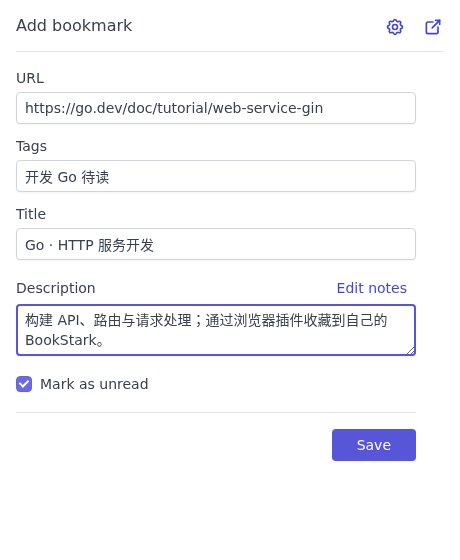 Add bookmark
URL
https://go.dev/doc/tutorial/web-service-gin
Tags
开发 Go 待读
Title
Go · HTTP 服务开发
Description
Edit notes
构建 API、路由与请求处理；通过浏览器插件收藏到自己的
BookStark。
Mark as unread
Save